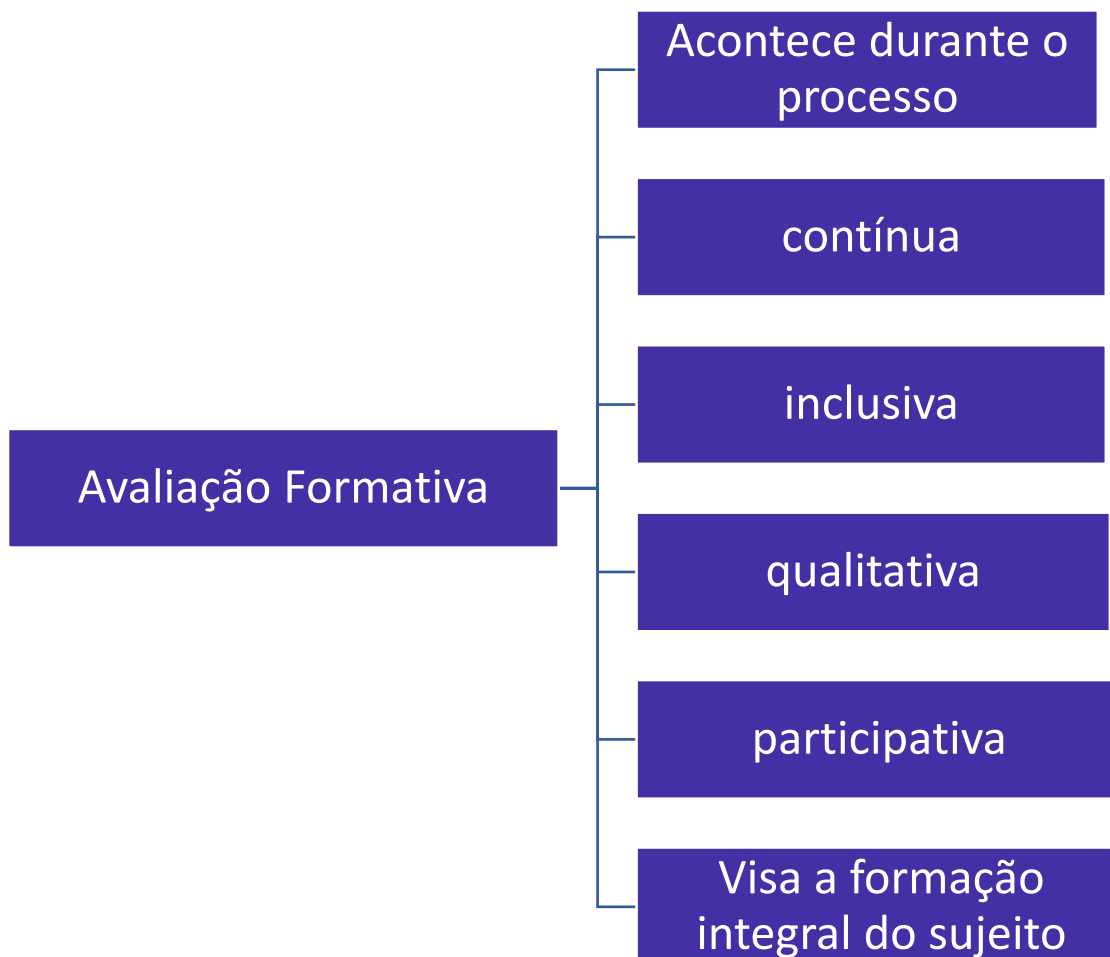 Acontece durante o
processo
contínua
inclusiva
Avaliação Formativa
qualitativa
participativa
Visa a formação
integral do sujeito